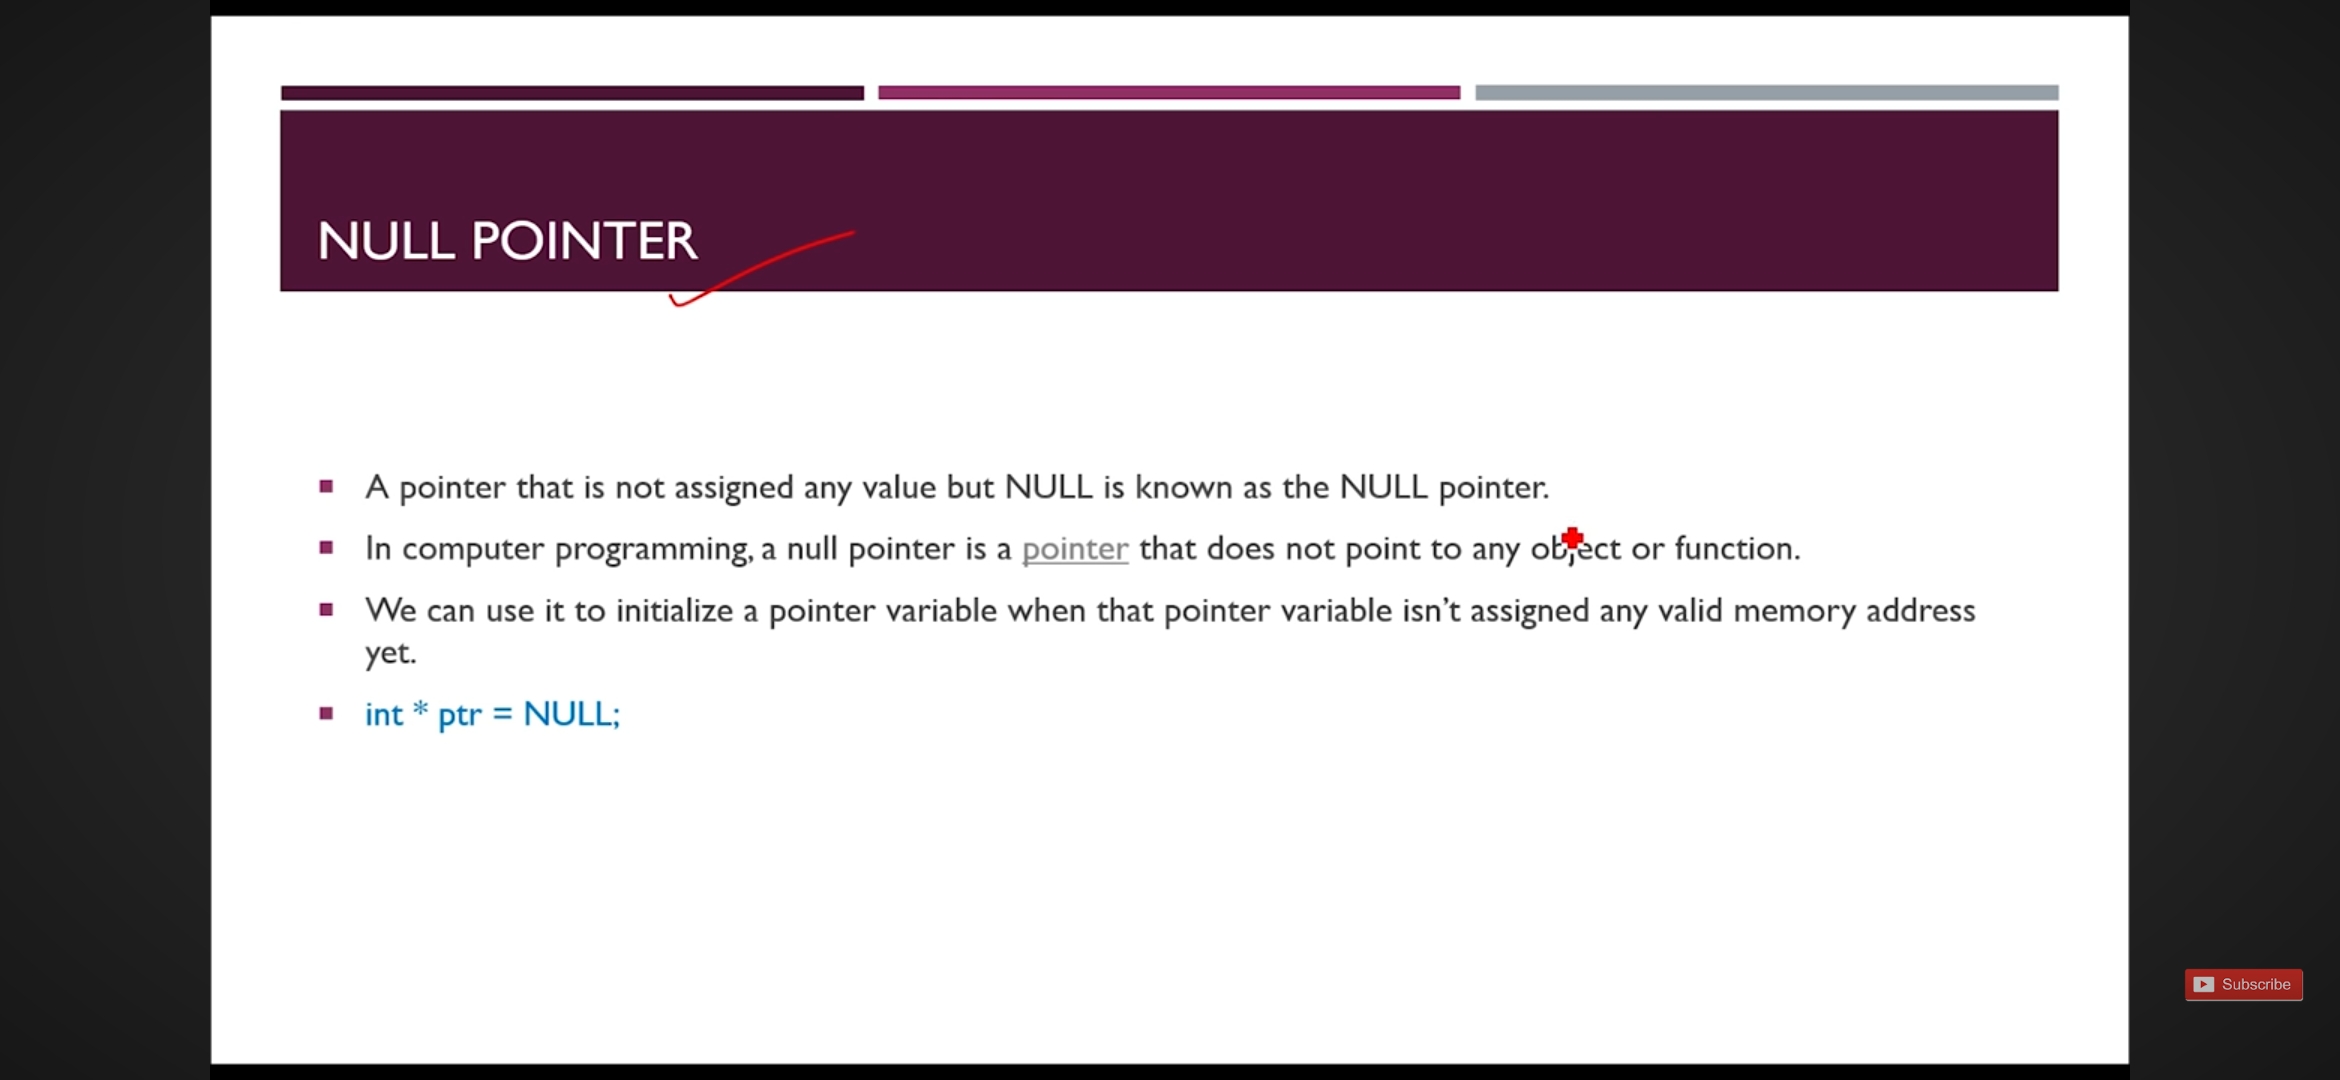 NULL POINTER
A pointer that is not assigned any value but NULL is known as the NULL pointer.
In computer programming, a null pointer is a pointer that does not point to any object or function.
We can use it to initialize a pointer variable when that pointer variable isn’t assigned any valid memory address
yet.
int * ptr = NULL;
Subscribe